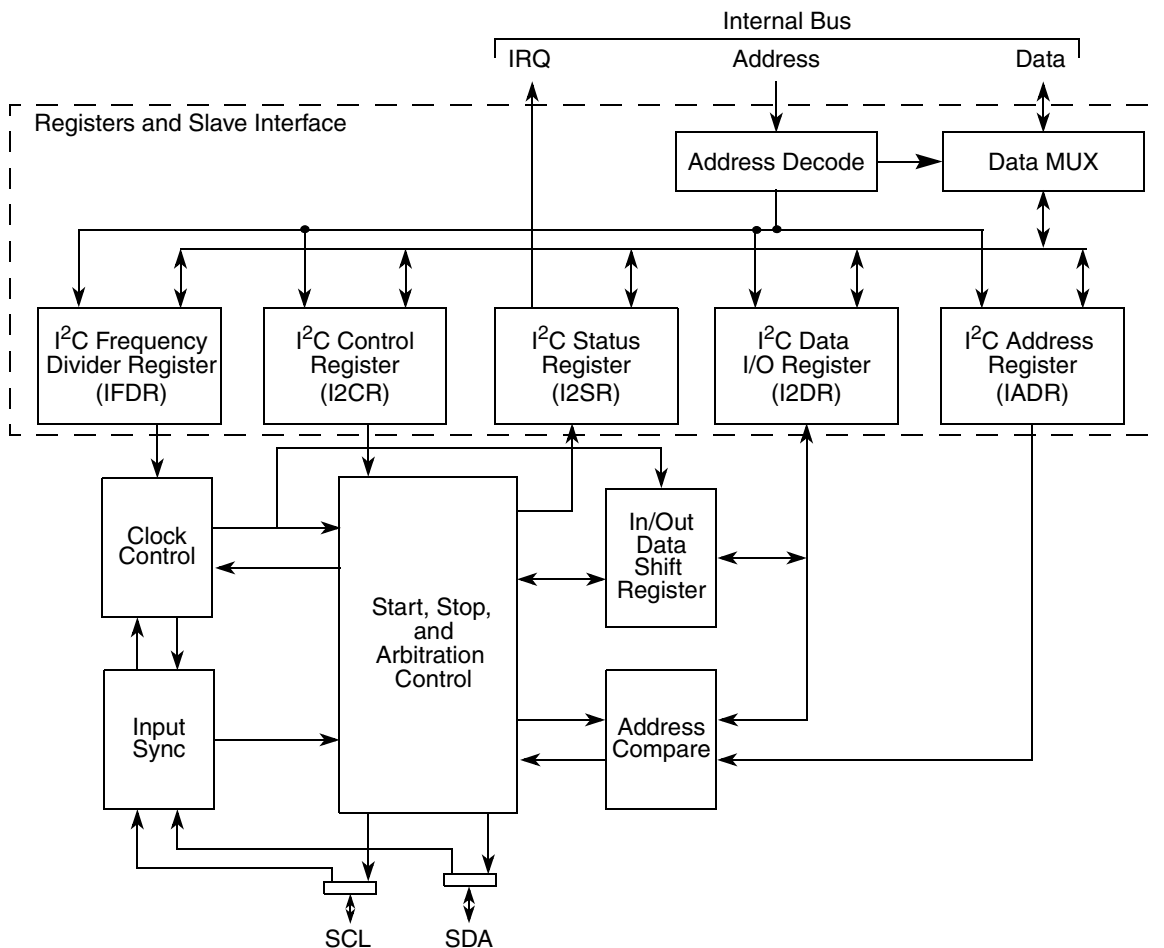 Internal Bus
IRQ
Address
Data
Registers and Slave Interface
Address Decode
Data MUX
I²C Frequency
Divider Register
(IFDR)
I²C Control
Register
(I2CR)
I²C Status
Register
(I2SR)
I²C Data
I/O Register
(I2DR)
I²C Address
Register
(IADR)
Clock
Control
Start, Stop,
and
Arbitration
Control
In/Out
Data
Shift
Register
Input
Sync
Address
Compare
SCL
SDA